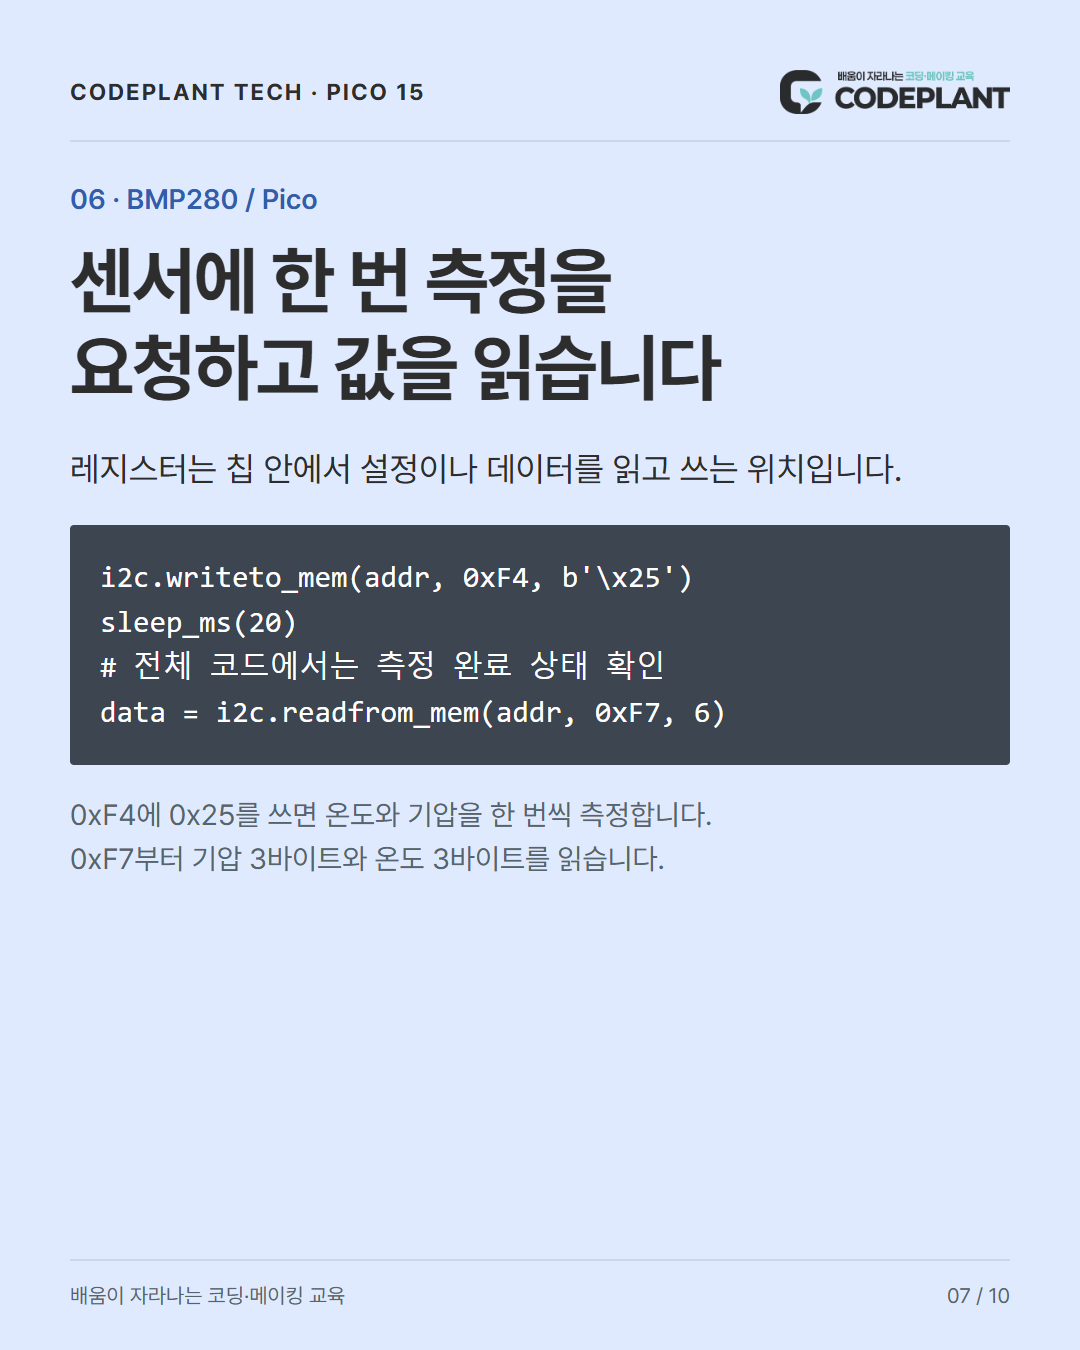 CODEPLANT TECH · PICO 15
배움이 자라나는 코딩·메이킹 교육
CODEPLANT
06 · BMP280 / Pico
센서에 한 번 측정을
요청하고 값을 읽습니다
레지스터는 칩 안에서 설정이나 데이터를 읽고 쓰는 위치입니다.
i2c.writeto_mem(addr, 0xF4, b'\x25')
sleep_ms(20)
# 전체 코드에서는 측정 완료 상태 확인
data = i2c.readfrom_mem(addr, 0xF7, 6)
0xF4에 0x25를 쓰면 온도와 기압을 한 번씩 측정합니다.
0xF7부터 기압 3바이트와 온도 3바이트를 읽습니다.
배움이 자라나는 코딩·메이킹 교육
07 / 10